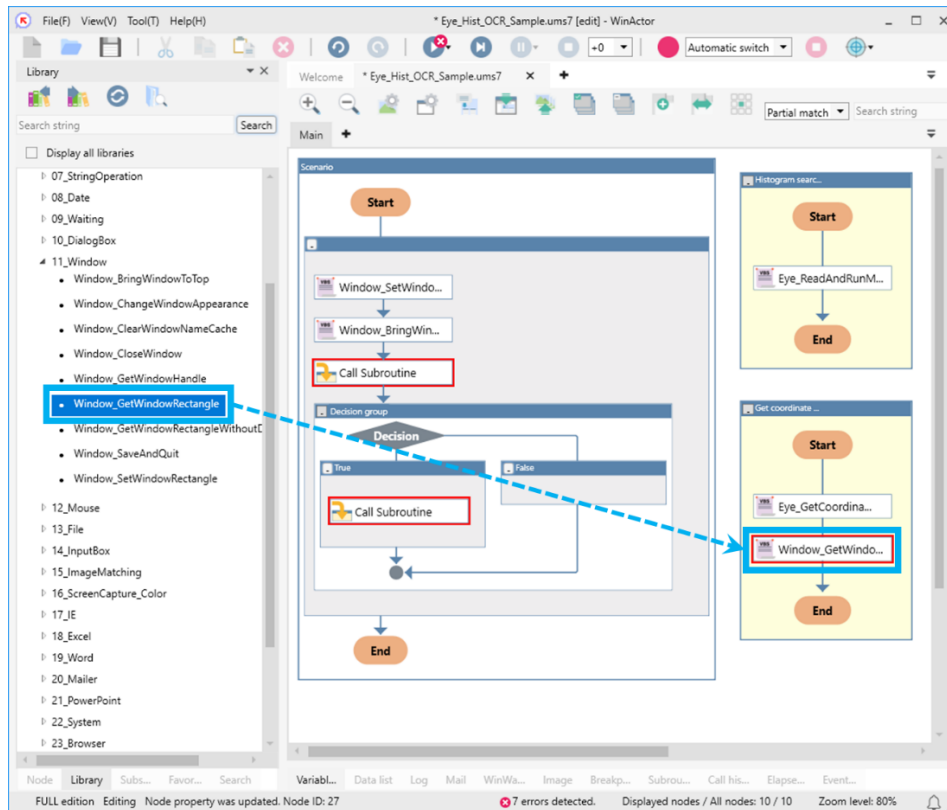 File(F) View(V) Tool(T) Help(H)
* Eye_Hist_OCR_Sample.ums7 [edit] - WinActor
+0
Automatic switch
Library
Welcome
* Eye_Hist_OCR_Sample.ums7
Search string
Search
Partial match
Search string
Display all libraries
Main
07_StringOperation
08_Date
09_Waiting
10_DialogBox
11_Window
Window_BringWindowToTop
Window_ChangeWindowAppearance
Window_ClearWindowNameCache
Window_CloseWindow
Window_GetWindowHandle
Window_GetWindowRectangle
Window_GetWindowRectangleWithoutD
Window_SaveAndQuit
Window_SetWindowRectangle
12_Mouse
13_File
14_InputBox
15_ImageMatching
16_ScreenCapture_Color
17_IE
18_Excel
19_Word
20_Mailer
21_PowerPoint
22_System
23_Browser
Scenario
Start
Window_SetWindo...
Window_BringWin...
Call Subroutine
Decision group
Decision
True
False
Call Subroutine
End
Histogram searc...
Start
Eye_ReadAndRunM...
End
Get coordinate ...
Start
Eye_GetCoordina...
Window_GetWindo...
End
Node Library Subs... Favor... Search
Variabl... Data list Log Mail WinWa... Image Breakp... Subrou... Call his... Elapse... Event...
FULL edition Editing Node property was updated. Node ID: 27
7 errors detected. Displayed nodes / All nodes: 10 / 10 Zoom level: 80%